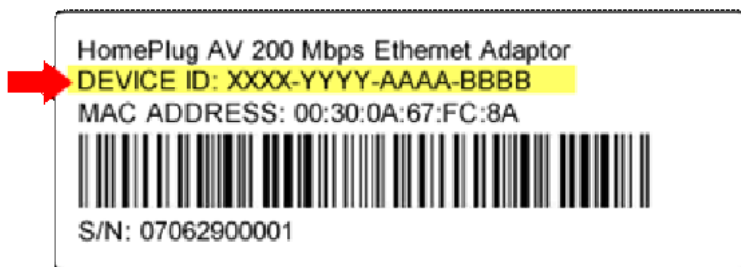 HomePlug AV 200 Mbps Ethernet Adaptor
DEVICE ID: XXXX-YYYY-AAAA-BBBB
MAC ADDRESS: 00:30:0A:67:FC:8A
S/N: 07062900001